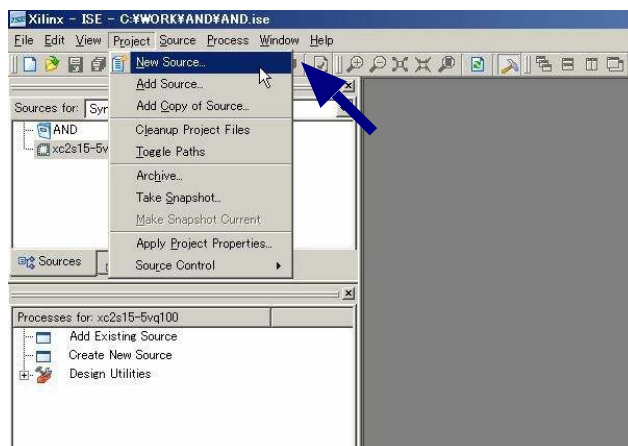 Xilinx - ISE - C:¥WORK¥AND¥AND.ise
File Edit View Project Source Process Window Help
New Source...
Add Source...
Add Copy of Source...
Cleanup Project Files
Toggle Paths
Archive...
Take Snapshot...
Make Snapshot Current
Apply Project Properties...
Source Control
Sources for: Syn
AND
xc2s15-5v
Sources
Processes for: xc2s15-5vq100
Add Existing Source
Create New Source
Design Utilities